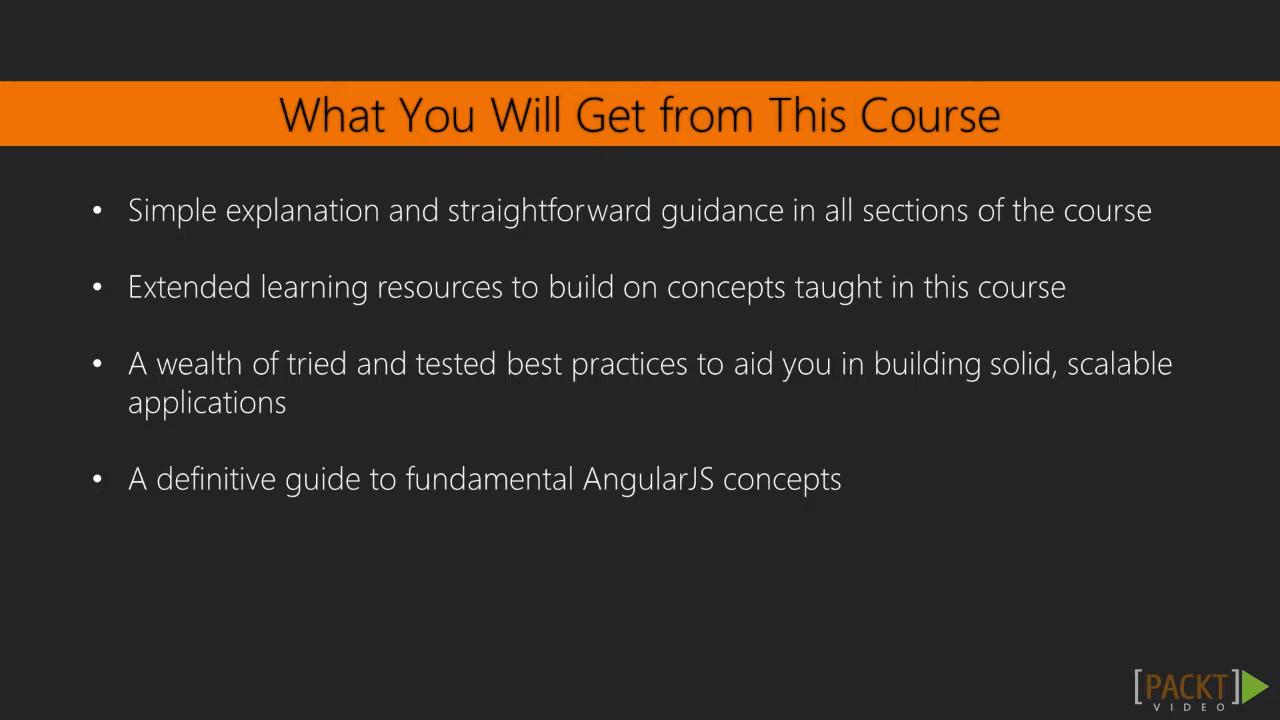 What You Will Get from This Course
• Simple explanation and straightforward guidance in all sections of the course
• Extended learning resources to build on concepts taught in this course
• A wealth of tried and tested best practices to aid you in building solid, scalable
applications
• A definitive guide to fundamental AngularJS concepts
[PACKT]
VIDEO